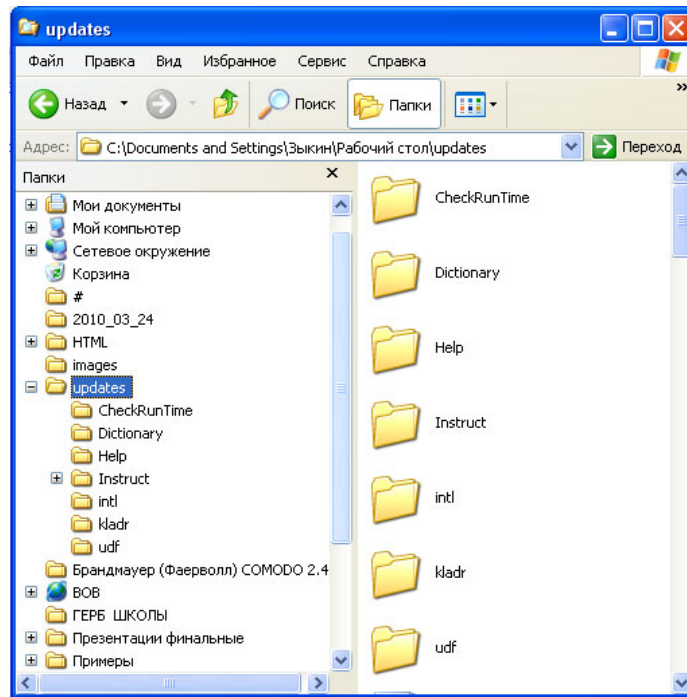 updates
Файл Правка Вид Избранное Сервис Справка
Назад Поиск Папки »
Адрес: C:\Documents and Settings\Зыкин\Рабочий стол\updates Переход
Папки
Мои документы
Мой компьютер
Сетевое окружение
Корзина
#
2010_03_24
HTML
images
updates
CheckRunTime
Dictionary
Help
Instruct
intl
kladr
udf
Брандмауер (Фаерволл) COMODO 2.4
ВОВ
ГЕРБ ШКОЛЫ
Презентации финальные
Примеры
CheckRunTime
Dictionary
Help
Instruct
intl
kladr
udf